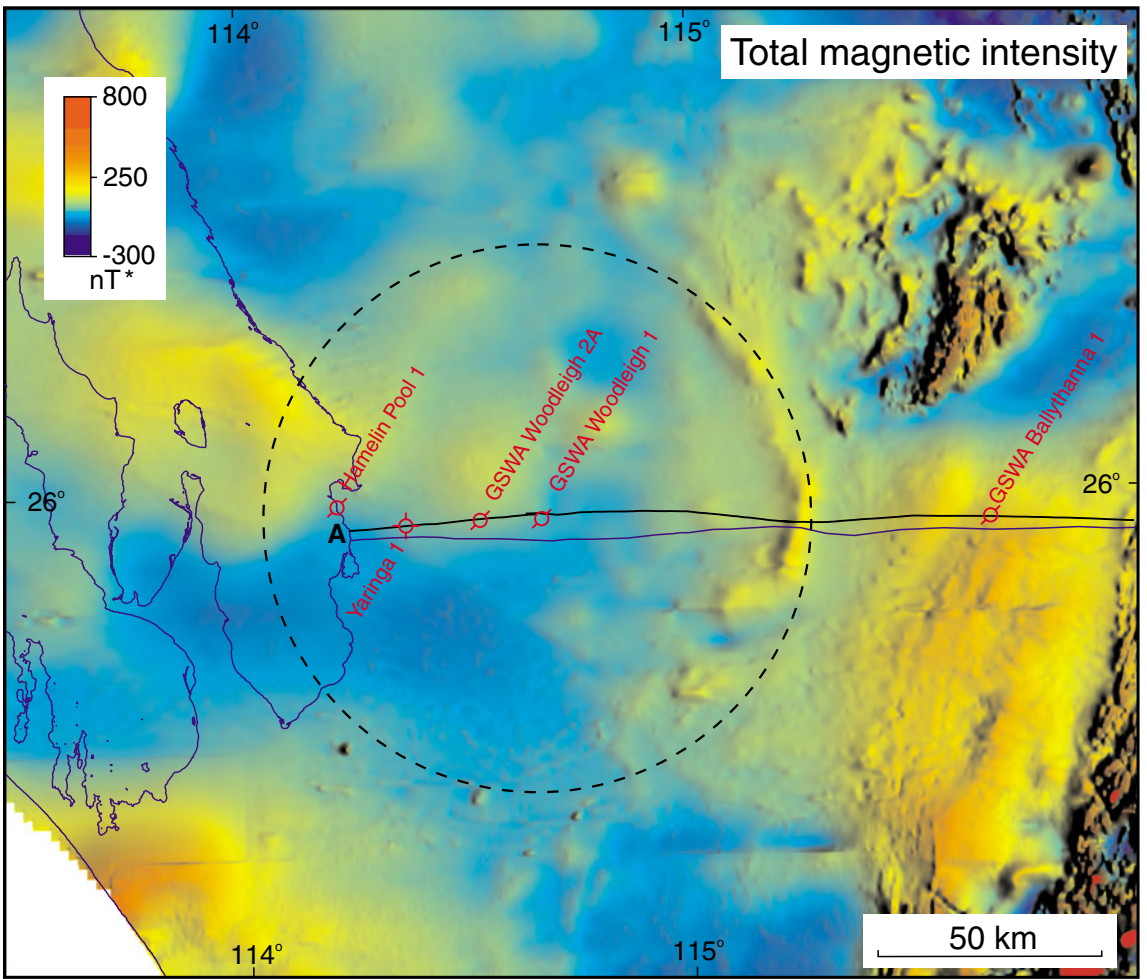 114°
115°
Total magnetic intensity
800
250
-300
nT*
Hamelin Pool 1
GSWA Woodleigh 2A
GSWA Woodleigh 1
GSWA Ballythanna 1
26°
26°
A
Yaringa 1
114°
115°
50 km